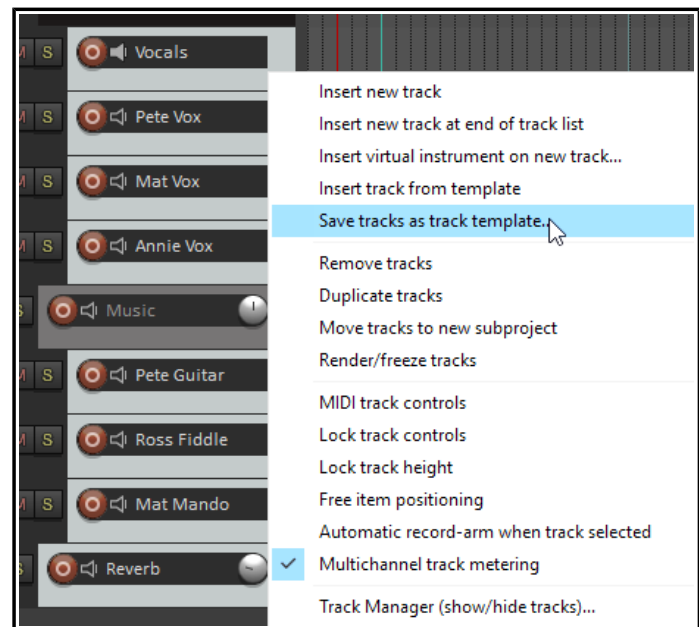 M S Vocals
Insert new track
M S Pete Vox
Insert new track at end of track list
Insert virtual instrument on new track...
M S Mat Vox
Insert track from template
Save tracks as track template...
M S Annie Vox
Remove tracks
Duplicate tracks
S Music
Move tracks to new subproject
Render/freeze tracks
M S Pete Guitar
MIDI track controls
M S Ross Fiddle
Lock track controls
Lock track height
M S Mat Mando
Free item positioning
Automatic record-arm when track selected
S Reverb
Multichannel track metering
Track Manager (show/hide tracks)...